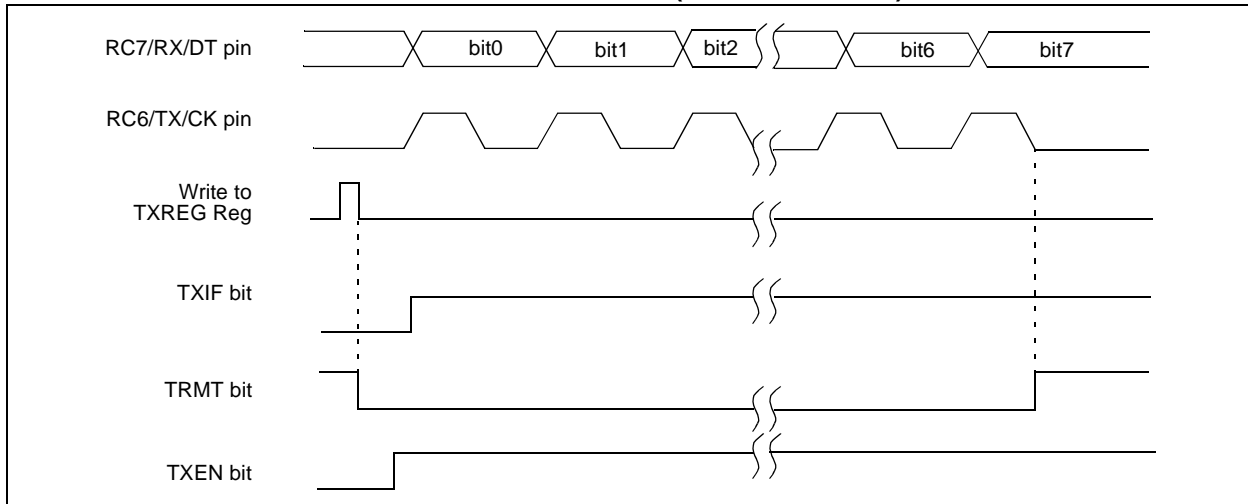 RC7/RX/DT pin
bit0
bit1
bit2
bit6
bit7
RC6/TX/CK pin
Write to
TXREG Reg
TXIF bit
TRMT bit
TXEN bit